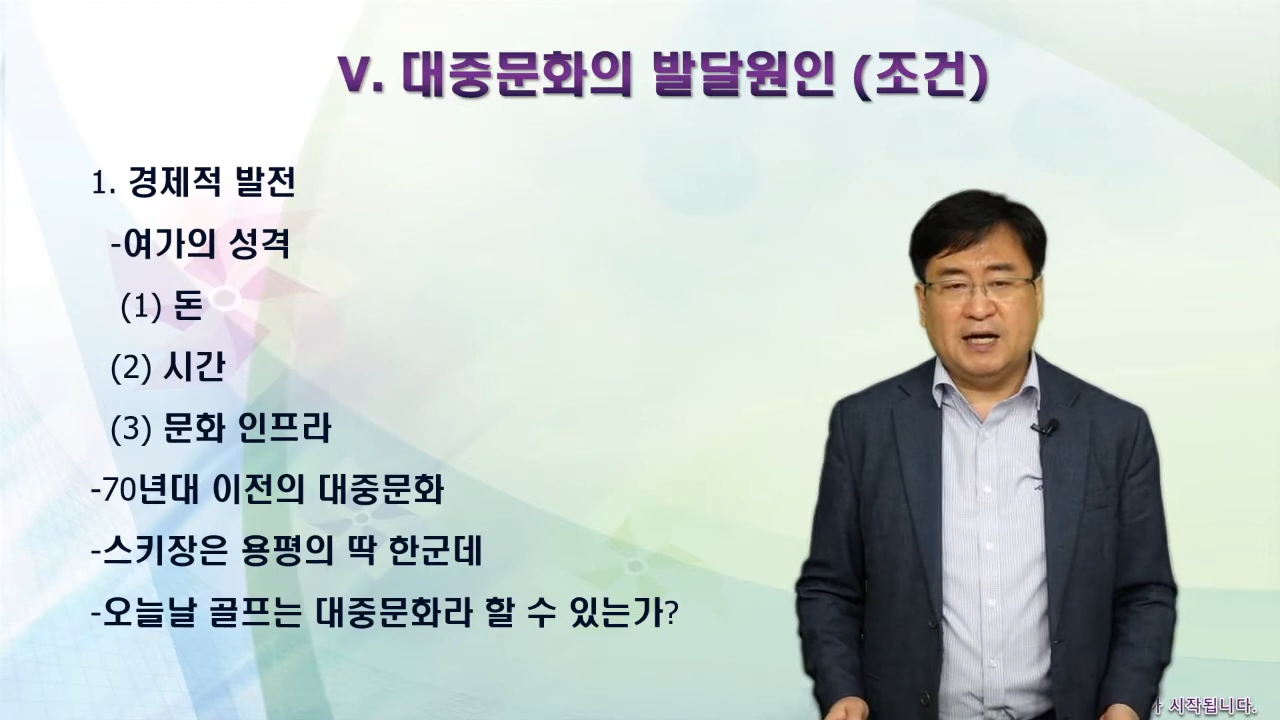 V. 대중문화의 발달원인 (조건)
1. 경제적 발전
-여가의 성격
(1) 돈
(2) 시간
(3) 문화 인프라
-70년대 이전의 대중문화
-스키장은 용평의 딱 한군데
-오늘날 골프는 대중문화라 할 수 있는가?
시작됩니다.